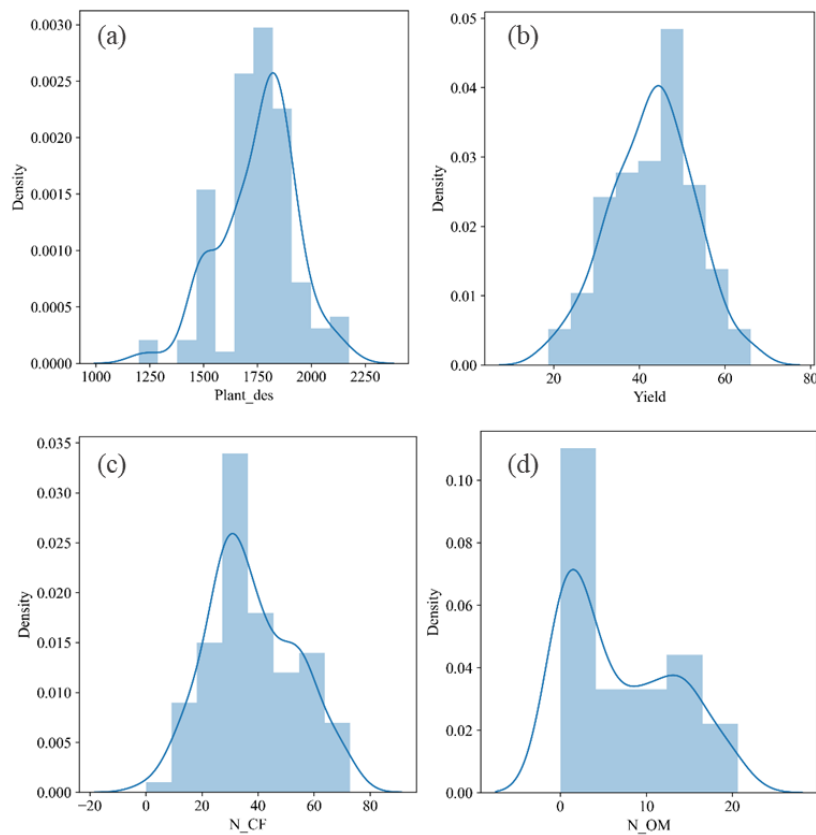 (a)
0.0030
0.0025
0.0020
0.0015
0.0010
0.0005
0.0000
Density
1000 1250 1500 1750 2000 2250
Plant_des
(b)
0.05
0.04
0.03
0.02
0.01
0.00
Density
20 40 60 80
Yield
(c)
0.035
0.030
0.025
0.020
0.015
0.010
0.005
0.000
Density
−20 0 20 40 60 80
N_CF
(d)
0.10
0.08
0.06
0.04
0.02
0.00
Density
0 10 20
N_OM